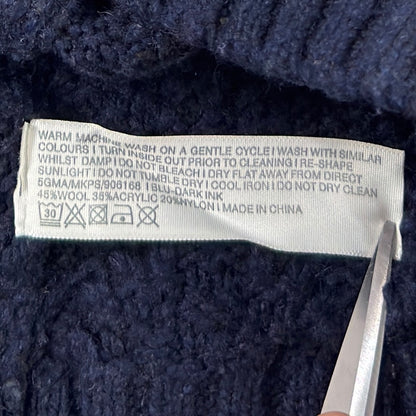 WARM MACHINE WASH ON A GENTLE CYCLE | WASH WITH SIMILAR
COLOURS | TURN INSIDE OUT PRIOR TO CLEANING | RE-SHAPE
WHILST DAMP | DO NOT BLEACH | DRY FLAT AWAY FROM DIRECT
SUNLIGHT | DO NOT TUMBLE DRY | COOL IRON | DO NOT DRY CLEAN
5GMA/MKPS/906168 | BLU-DARK INK
45%WOOL 35%ACRYLIC 20%NYLON | MADE IN CHINA
30